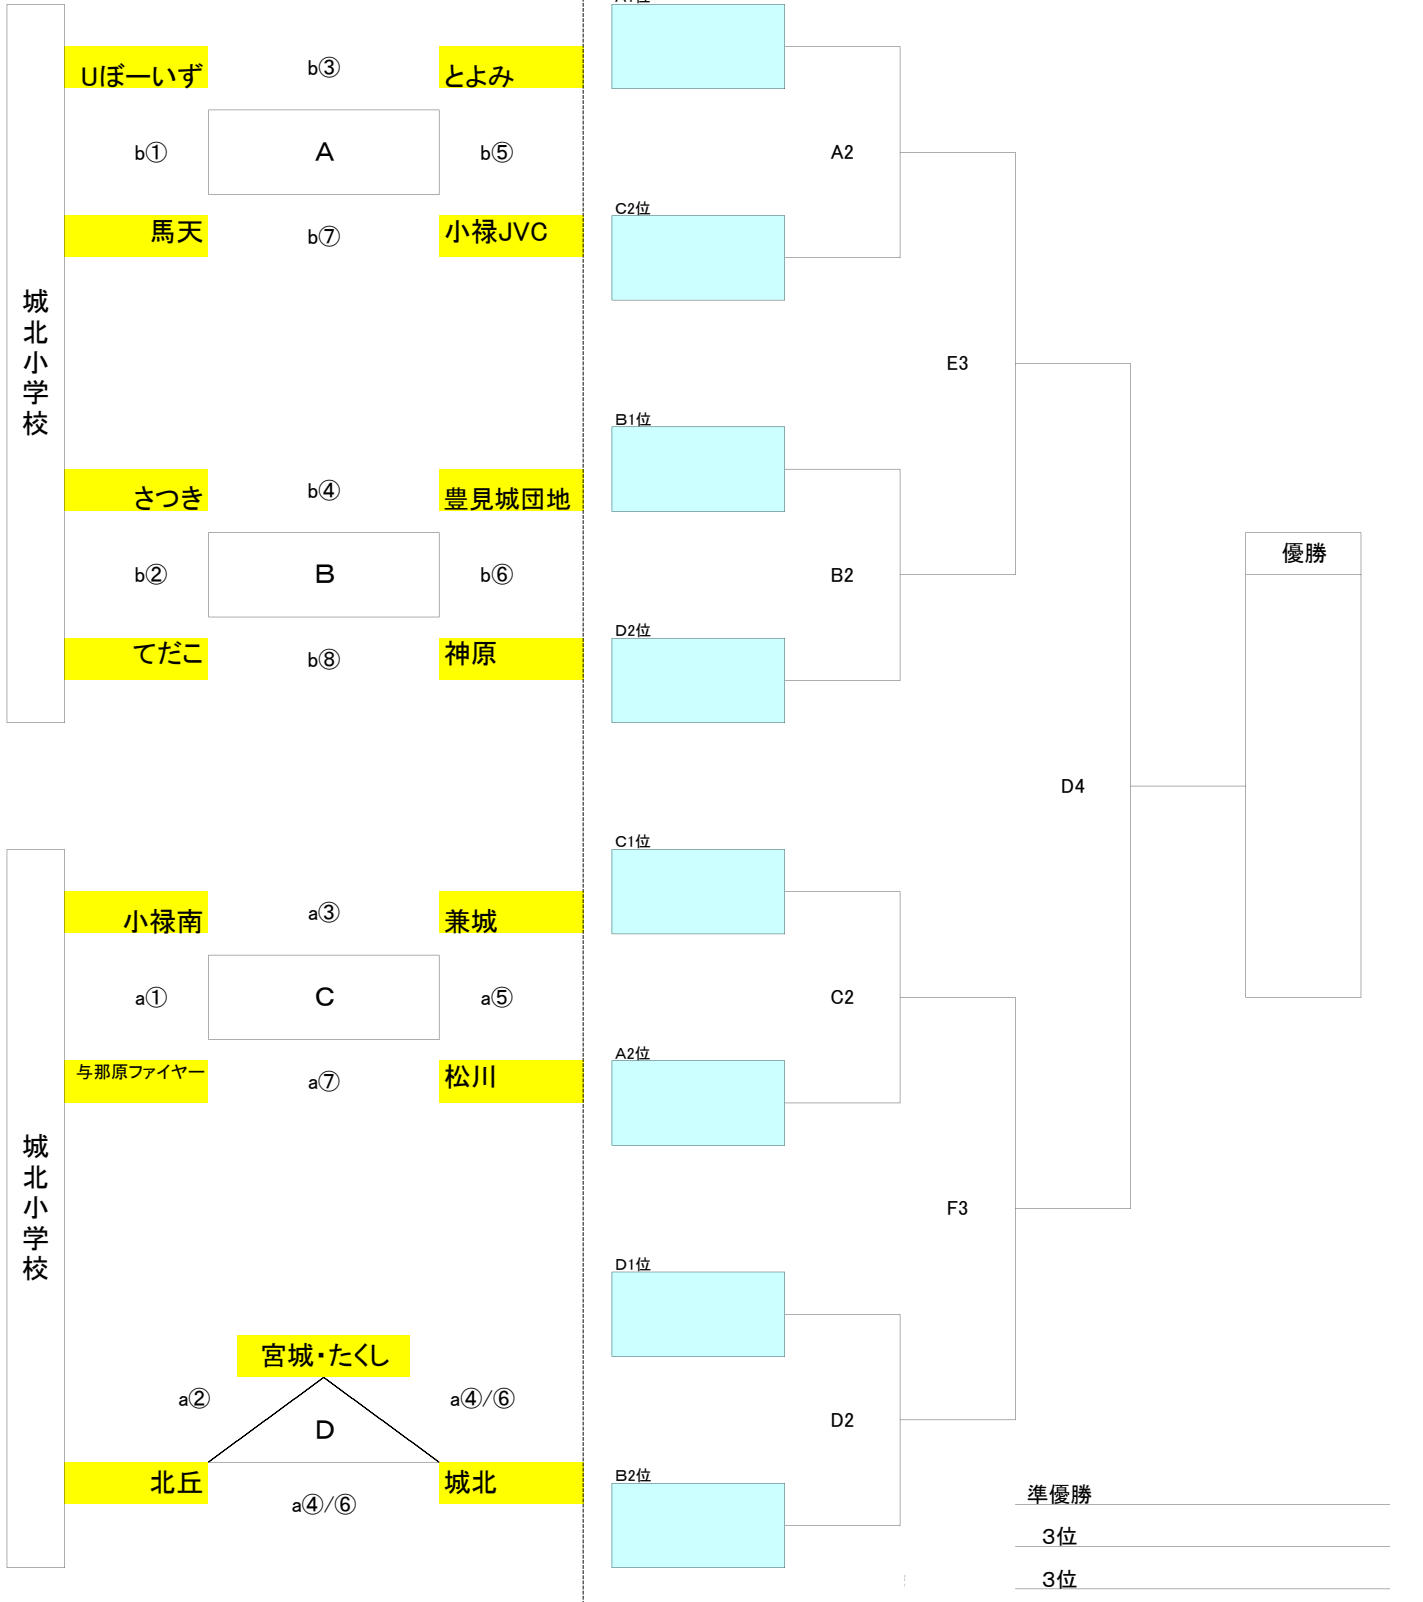 城北小学校
Uぼーいず
b③
とよみ
b①
A
b⑤
馬天
b⑦
小禄JVC
さつき
b④
豊見城団地
b②
B
b⑥
てだこ
b⑧
神原
城北小学校
小禄南
a③
兼城
a①
C
a⑤
与那原ファイヤー
a⑦
松川
宮城・たくし
a②
a④/⑥
D
北丘
城北
a④/⑥
A2
C2位
E3
B1位
B2
D2位
優勝
D4
C1位
C2
A2位
F3
D1位
D2
B2位
準優勝
3位
3位